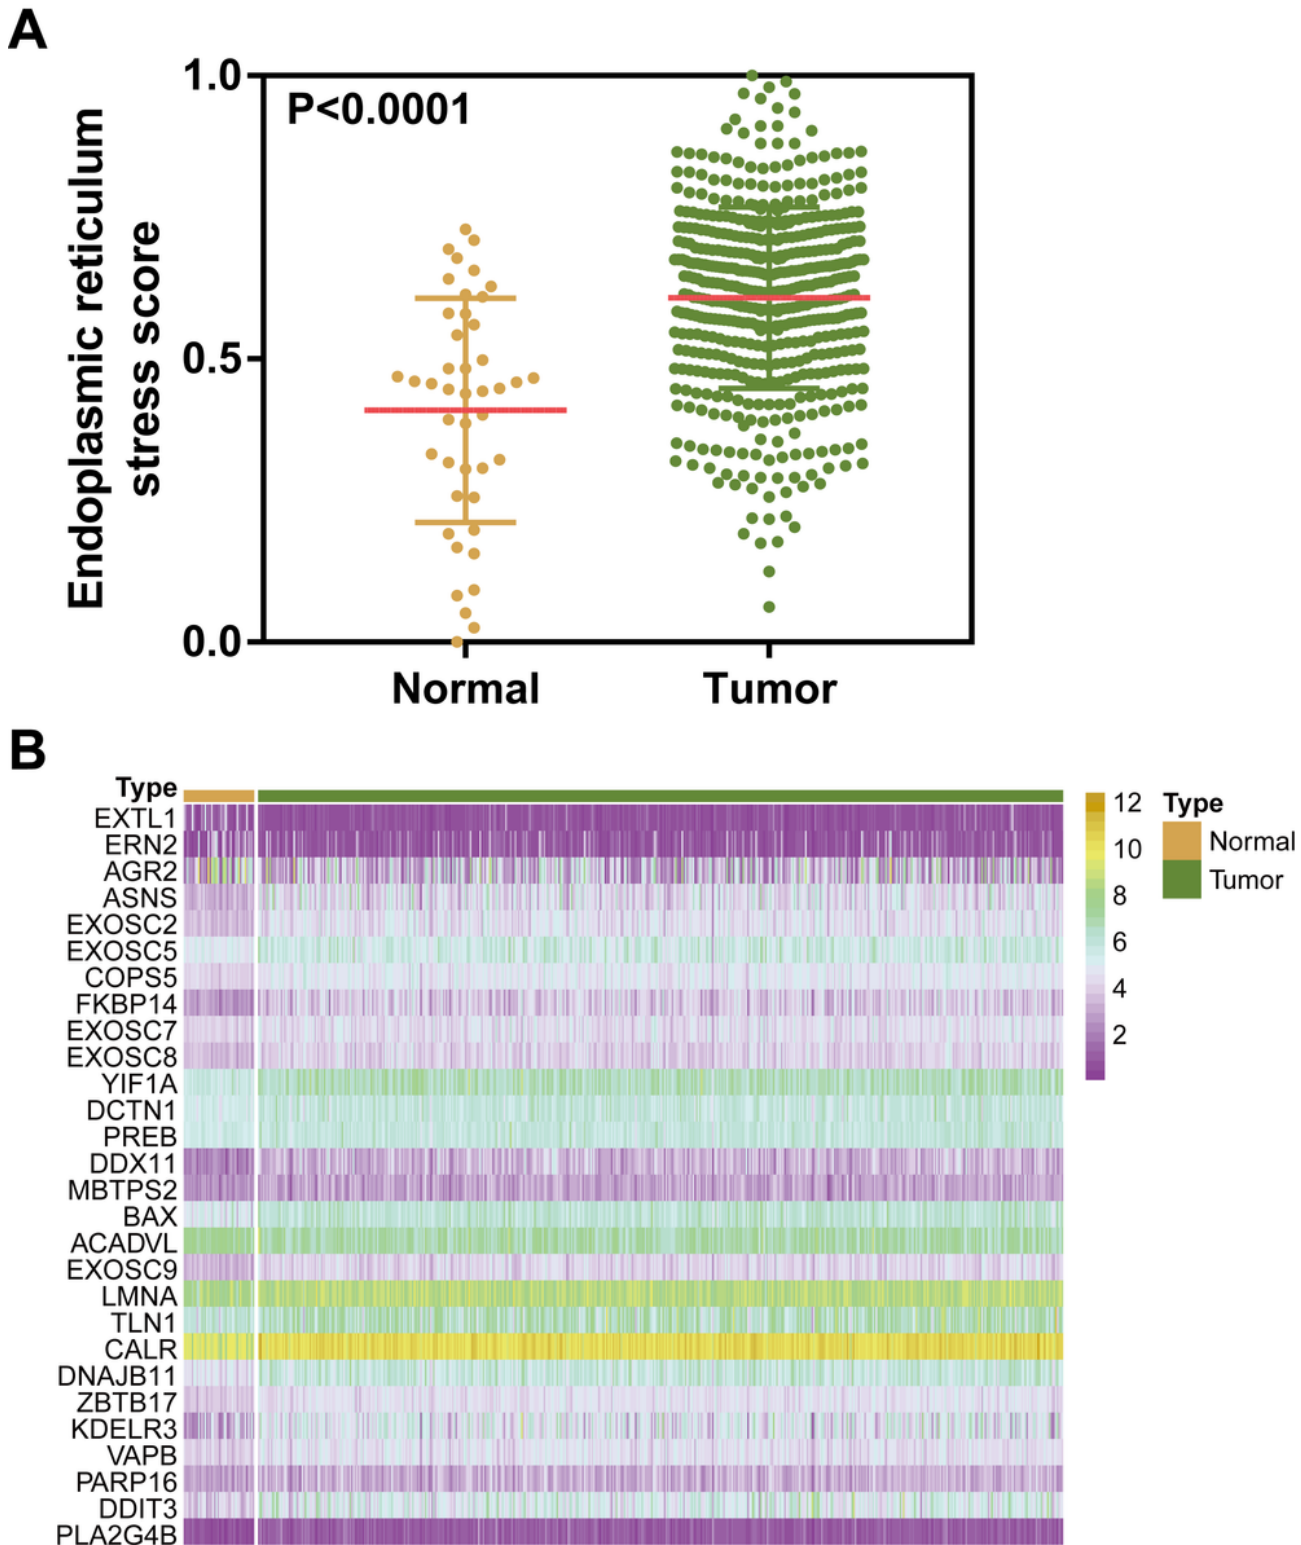 A
Endoplasmic reticulum
stress score
1.0
0.5
0.0
P<0.0001
Normal
Tumor
B
Type
EXTL1
ERN2
AGR2
ASNS
EXOSC2
EXOSC5
COPS5
FKBP14
EXOSC7
EXOSC8
YIF1A
DCTN1
PREB
DDX11
MBTPS2
BAX
ACADVL
EXOSC9
LMNA
TLN1
CALR
DNAJB11
ZBTB17
KDELR3
VAPB
PARP16
DDIT3
PLA2G4B
12
10
8
6
4
2
Type
Normal
Tumor